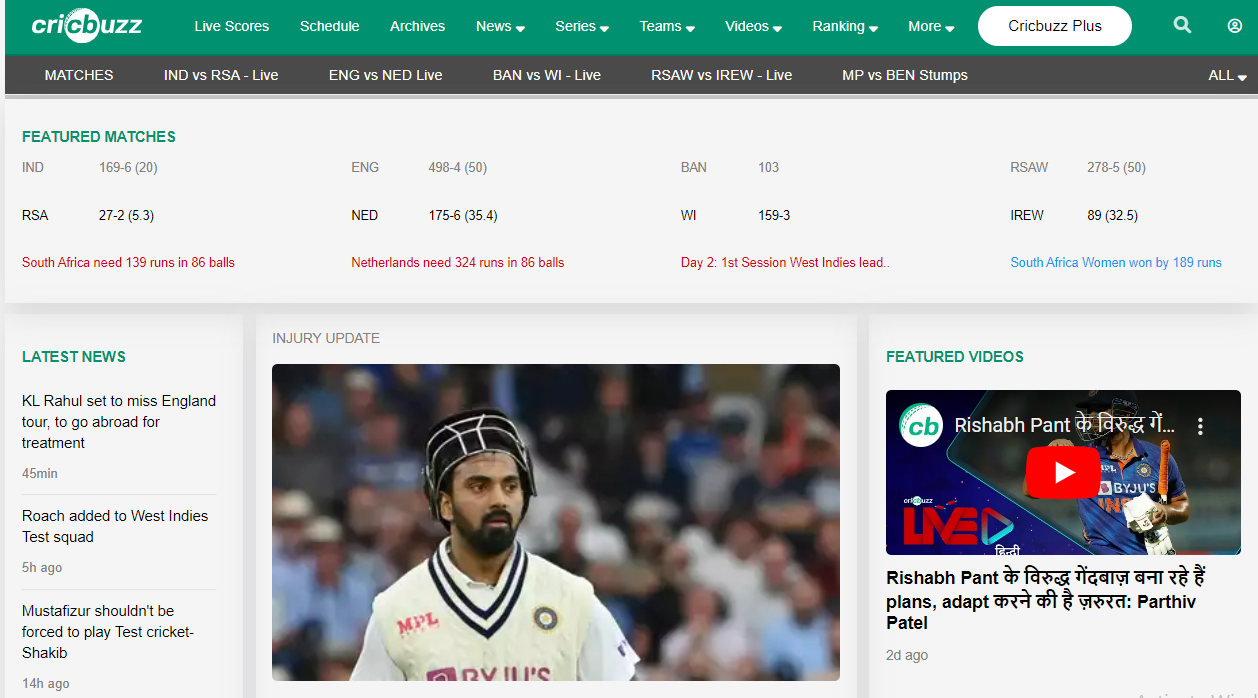 cricbuzz
Live Scores
Schedule
Archives
News
Series
Teams
Videos
Ranking
More
Cricbuzz Plus
MATCHES
IND vs RSA - Live
ENG vs NED Live
BAN vs WI - Live
RSAW vs IREW - Live
MP vs BEN Stumps
ALL
FEATURED MATCHES
IND 169-6 (20)
RSA 27-2 (5.3)
South Africa need 139 runs in 86 balls
ENG 498-4 (50)
NED 175-6 (35.4)
Netherlands need 324 runs in 86 balls
BAN 103
WI 159-3
Day 2: 1st Session West Indies lead..
RSAW 278-5 (50)
IREW 89 (32.5)
South Africa Women won by 189 runs
LATEST NEWS
KL Rahul set to miss England
tour, to go abroad for
treatment
45min
Roach added to West Indies
Test squad
5h ago
Mustafizur shouldn't be
forced to play Test cricket-
Shakib
14h ago
INJURY UPDATE
MPL
BYJU'S
FEATURED VIDEOS
cb
Rishabh Pant के विरुद्ध गें...
MPL
BYJU'S
cricbuzz
LIVE
हिन्दी
Rishabh Pant के विरुद्ध गेंदबाज़ बना रहे हैं
plans, adapt करने की है ज़रुरत: Parthiv
Patel
2d ago